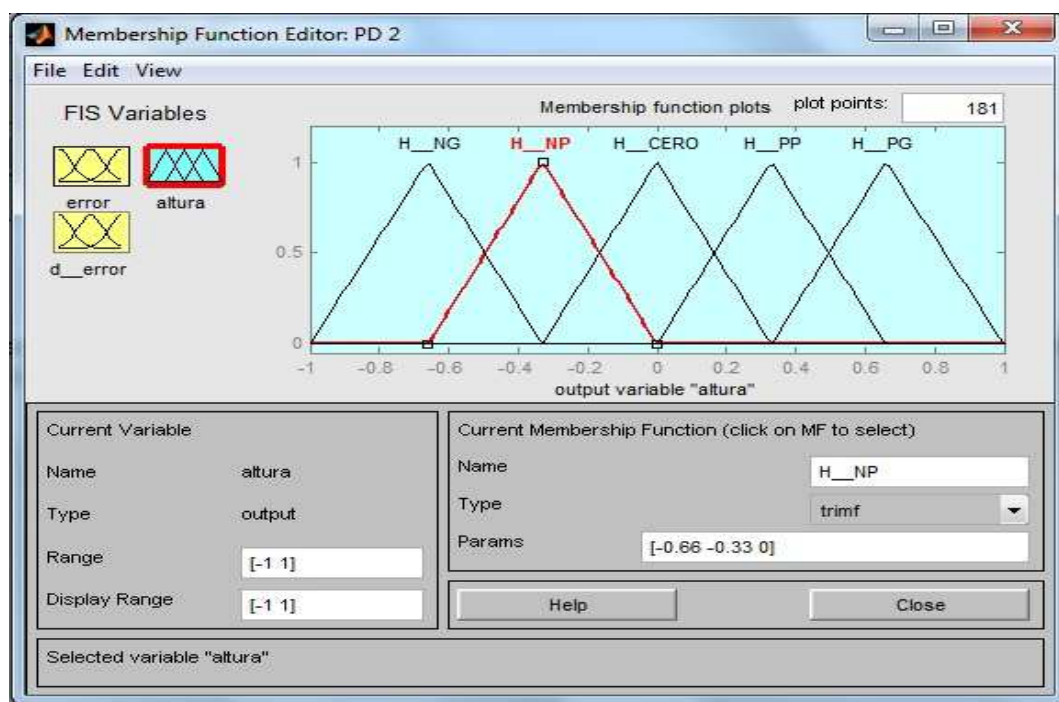 Membership Function Editor: PD 2
File Edit View
FIS Variables
error
altura
d__error
Membership function plots
plot points:
181
H__NG
H__NP
H__CERO
H__PP
H__PG
1
0.5
0
-1 -0.8 -0.6 -0.4 -0.2 0 0.2 0.4 0.6 0.8 1
output variable "altura"
Current Variable
Name altura
Type output
Range [-1 1]
Display Range [-1 1]
Current Membership Function (click on MF to select)
Name H__NP
Type trimf
Params [-0.66 -0.33 0]
Help
Close
Selected variable "altura"